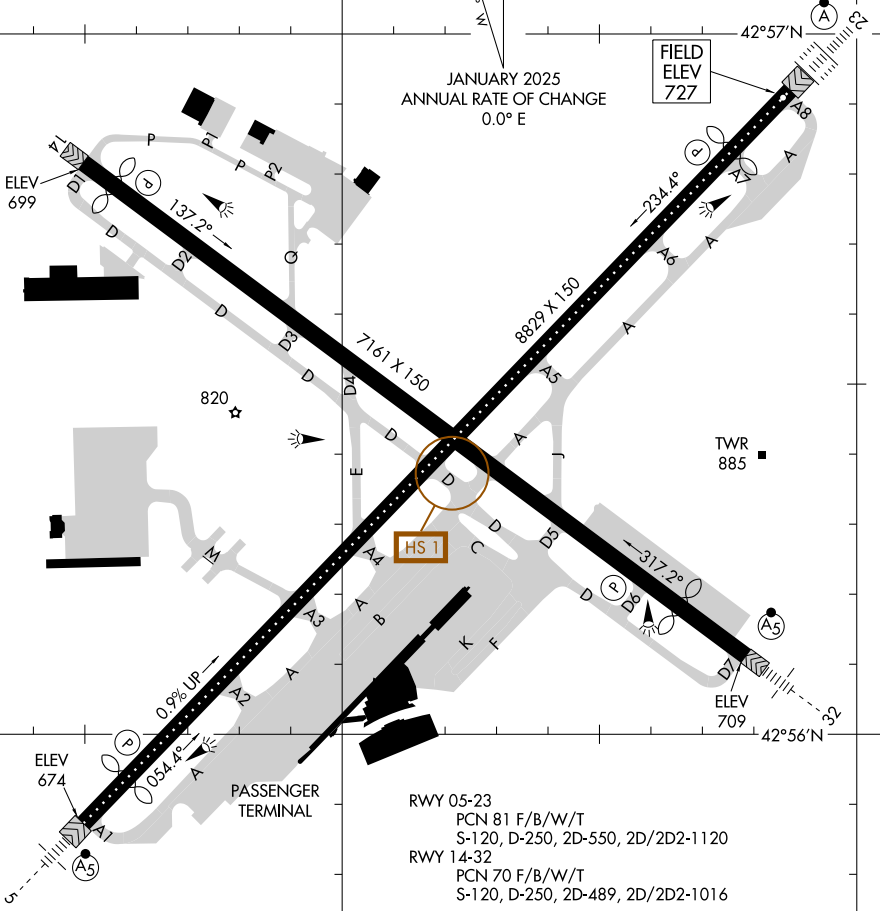 A
23
42°57'N
W
JANUARY 2025
ANNUAL RATE OF CHANGE
0.0° E
FIELD
ELEV
727
A8
14
P
P1
P
P2
P
A
ELEV
699
D1
P
A7
137.2°
234.4°
D
D2
Q
A6
A
D
D3
7161 X 150
8829 X 150
A
D
D4
A5
820
D
A
TWR
885
E
D
J
D
HS 1
C
D5
M
A4
317.2°
P
D6
D
A
A3
B
K
F
A5
A
D7
0.9% UP
A2
ELEV
709
32
42°56'N
P
054.4°
A
ELEV
674
PASSENGER
TERMINAL
A1
A5
5
RWY 05-23
PCN 81 F/B/W/T
S-120, D-250, 2D-550, 2D/2D2-1120
RWY 14-32
PCN 70 F/B/W/T
S-120, D-250, 2D-489, 2D/2D2-1016